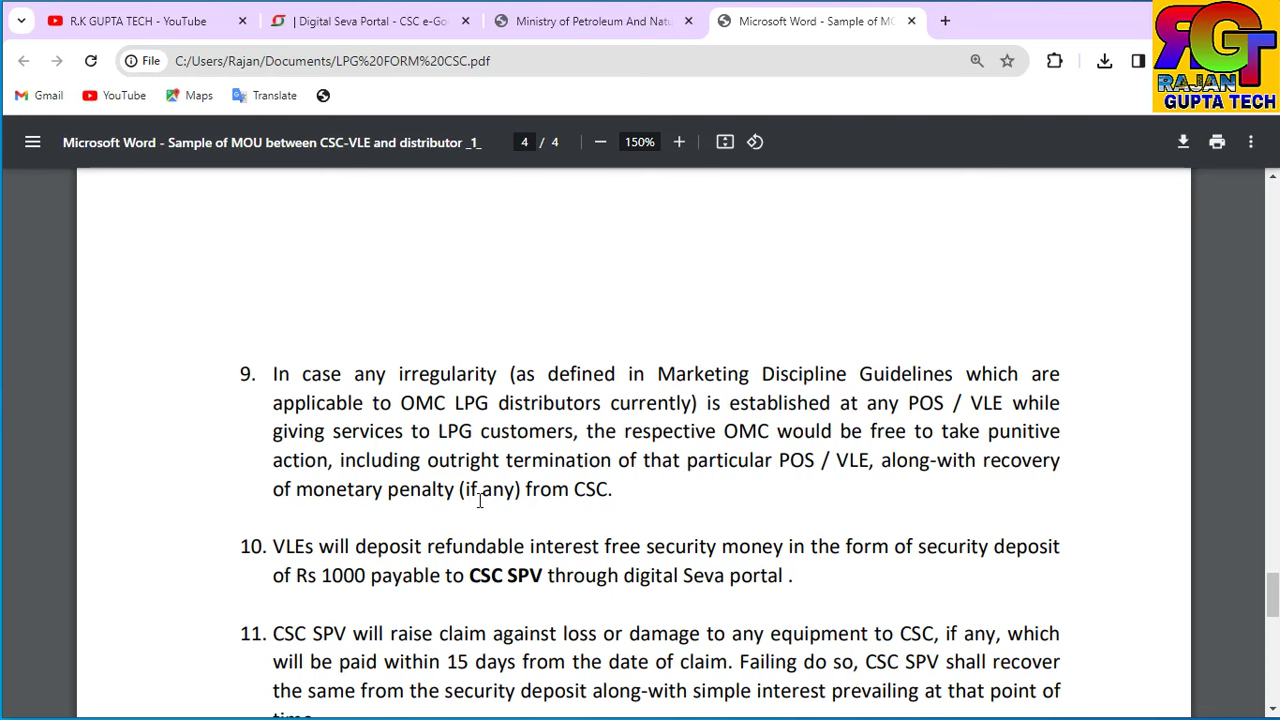 R.K GUPTA TECH - YouTube
| Digital Seva Portal - CSC e-Go
Ministry of Petroleum And Natu
Microsoft Word - Sample of MO
File
C:/Users/Rajan/Documents/LPG%20FORM%20CSC.pdf
Gmail
YouTube
Maps
Translate
RGT
RAJAN
GUPTA TECH
Microsoft Word - Sample of MOU between CSC-VLE and distributor _1_
4 / 4
150%
9. In case any irregularity (as defined in Marketing Discipline Guidelines which are
applicable to OMC LPG distributors currently) is established at any POS / VLE while
giving services to LPG customers, the respective OMC would be free to take punitive
action, including outright termination of that particular POS / VLE, along-with recovery
of monetary penalty (if any) from CSC.
10. VLEs will deposit refundable interest free security money in the form of security deposit
of Rs 1000 payable to CSC SPV through digital Seva portal .
11. CSC SPV will raise claim against loss or damage to any equipment to CSC, if any, which
will be paid within 15 days from the date of claim. Failing do so, CSC SPV shall recover
the same from the security deposit along-with simple interest prevailing at that point of
time.